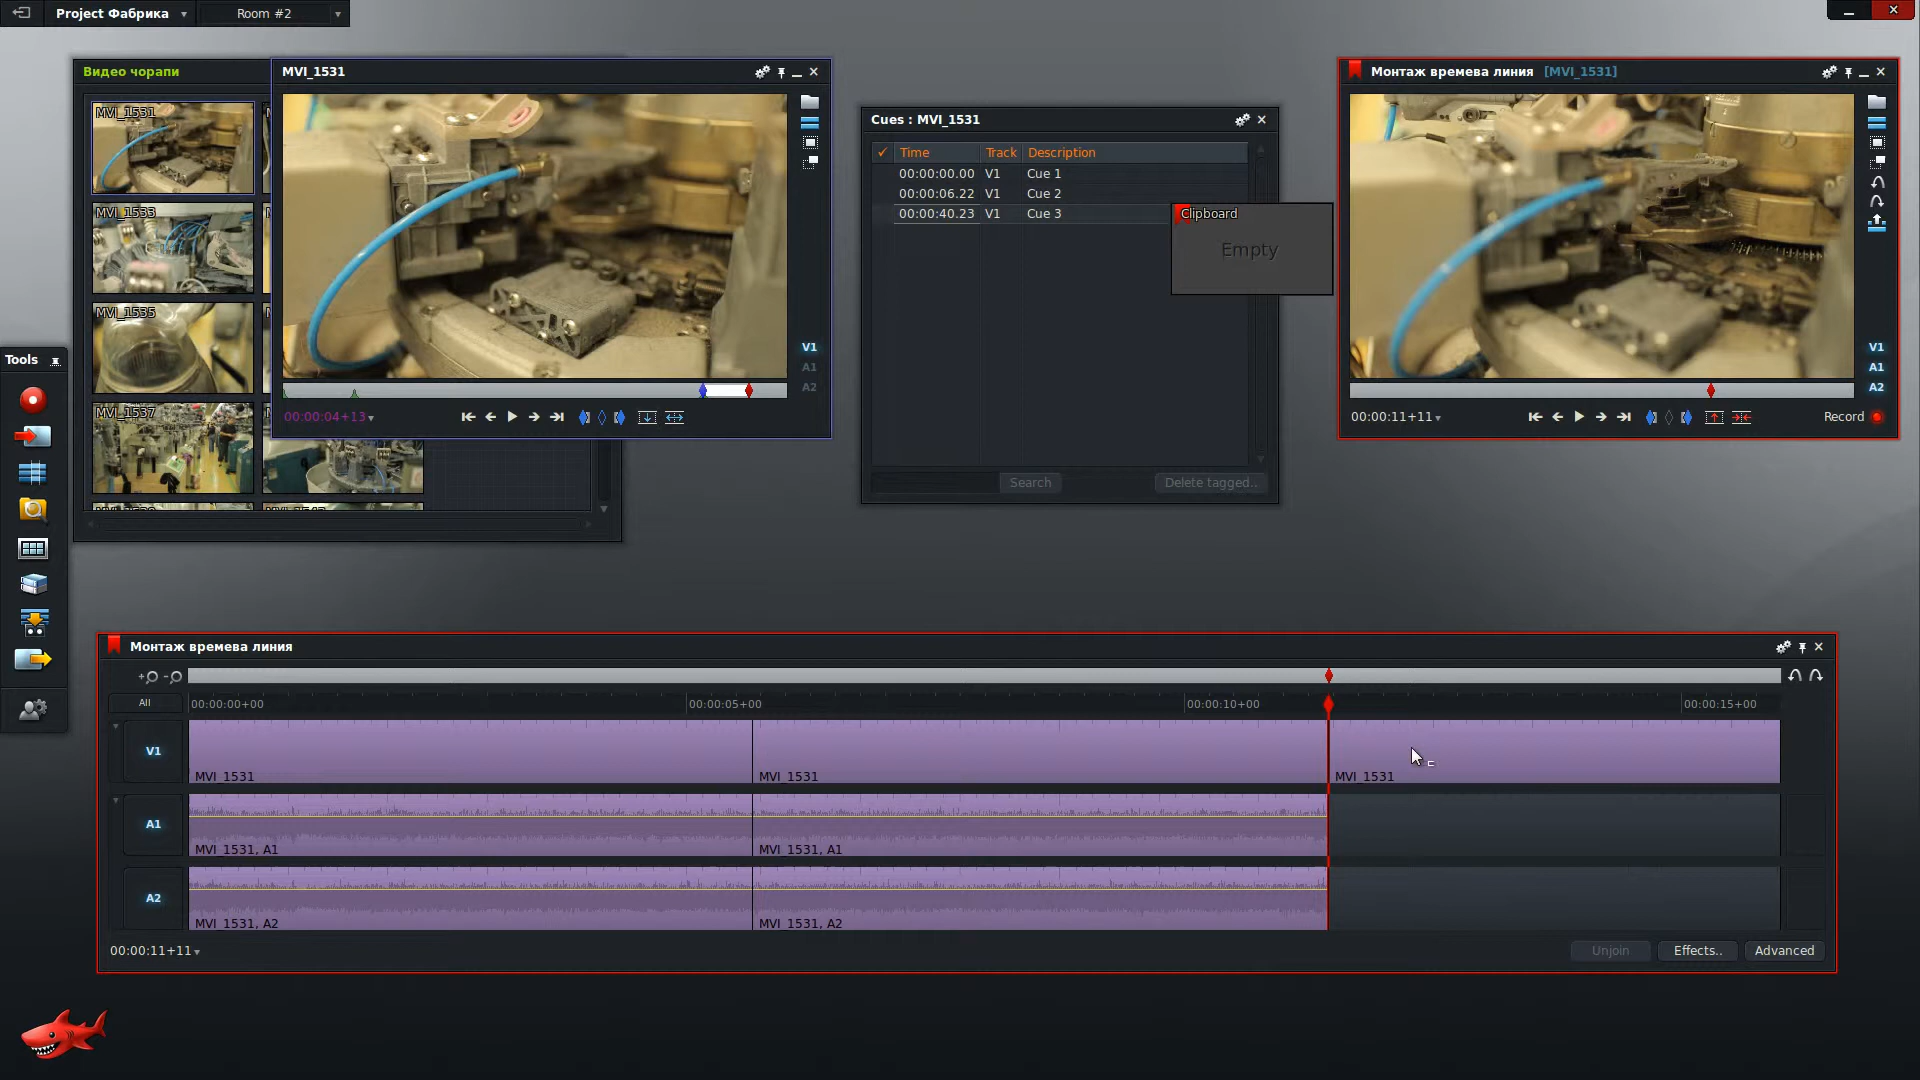 Project Фабрика
Room #2
Видео чорапи
MVI_1531
MVI_1533
MVI_1535
MVI_1537
MVI_1531
V1
A1
A2
00:00:04+13
Cues : MVI_1531
Time Track Description
00:00:00.00 V1 Cue 1
00:00:06.22 V1 Cue 2
00:00:40.23 V1 Cue 3
Search
Delete tagged..
Clipboard
Empty
Монтаж времева линия [MVI_1531]
V1
A1
A2
00:00:11+11
Record
Tools
Монтаж времева линия
All
00:00:00+00 00:00:05+00 00:00:10+00 00:00:15+00
V1
MVI_1531 MVI_1531 MVI_1531
A1
MVI_1531, A1 MVI_1531, A1
A2
MVI_1531, A2 MVI_1531, A2
00:00:11+11
Unjoin
Effects..
Advanced